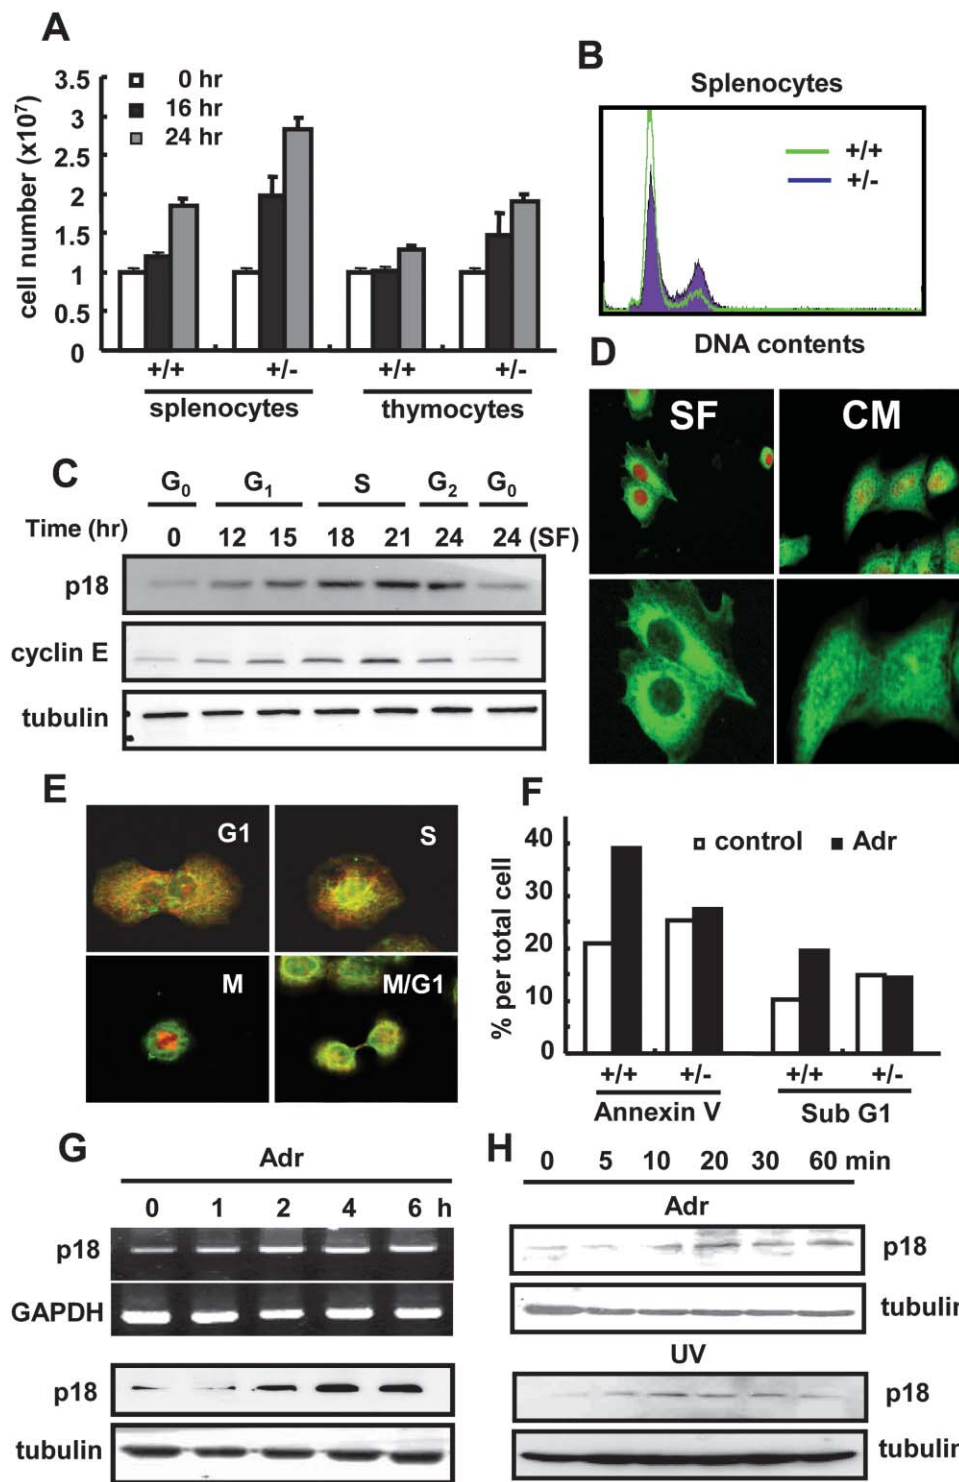 A
3.5
3
2.5
2
1.5
1
0.5
0
cell number (x10⁷)
0 hr
16 hr
24 hr
+/+ +/- +/+ +/-
splenocytes thymocytes
B
Splenocytes
+/+
+/-
DNA contents
C
G₀ G₁ S G₂ G₀
Time (hr) 0 12 15 18 21 24 24 (SF)
p18
cyclin E
tubulin
D
SF CM
E
G1 S
M M/G1
F
40
30
20
10
0
% per total cell
control Adr
+/+ +/- +/+ +/-
Annexin V Sub G1
G
Adr
0 1 2 4 6 h
p18
GAPDH
p18
tubulin
H
0 5 10 20 30 60 min
Adr
p18
tubulin
UV
p18
tubulin